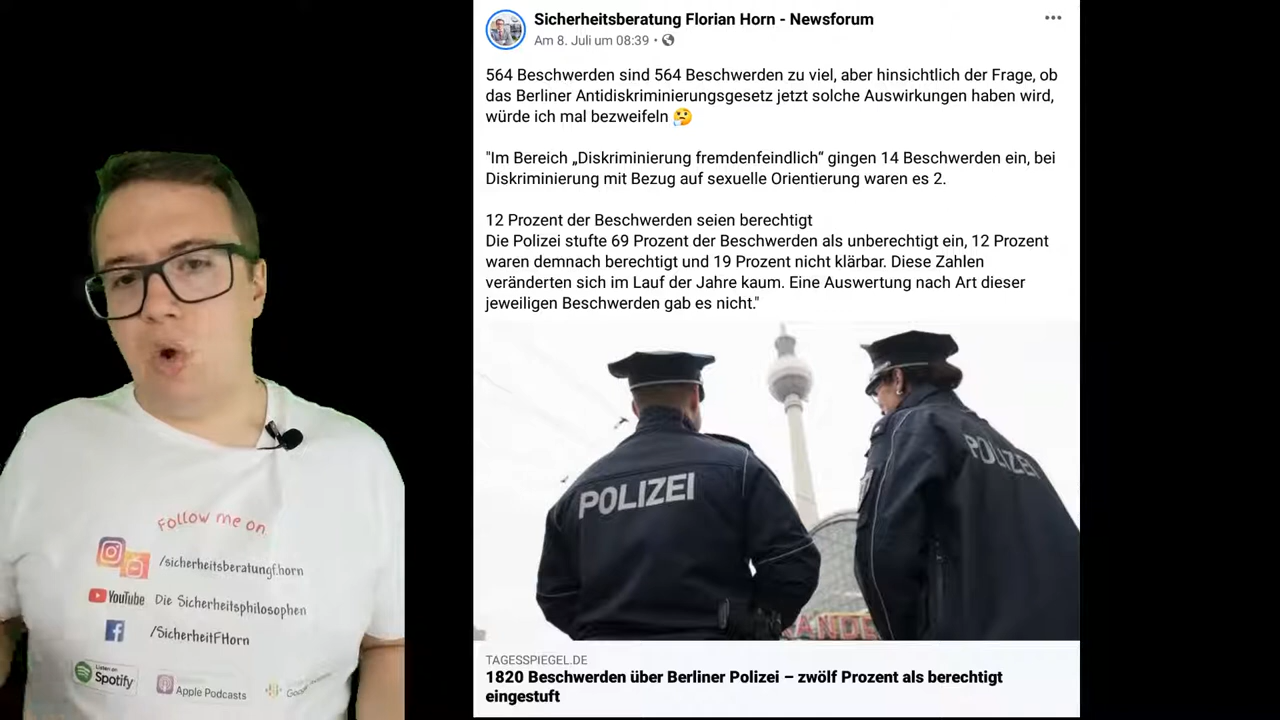 Sicherheitsberatung Florian Horn - Newsforum
Am 8. Juli um 08:39 •
564 Beschwerden sind 564 Beschwerden zu viel, aber hinsichtlich der Frage, ob
das Berliner Antidiskriminierungsgesetz jetzt solche Auswirkungen haben wird,
würde ich mal bezweifeln
"Im Bereich „Diskriminierung fremdenfeindlich“ gingen 14 Beschwerden ein, bei
Diskriminierung mit Bezug auf sexuelle Orientierung waren es 2.
12 Prozent der Beschwerden seien berechtigt
Die Polizei stufte 69 Prozent der Beschwerden als unberechtigt ein, 12 Prozent
waren demnach berechtigt und 19 Prozent nicht klärbar. Diese Zahlen
veränderten sich im Lauf der Jahre kaum. Eine Auswertung nach Art dieser
jeweiligen Beschwerden gab es nicht."
POLIZEI
POLIZEI
TAGESSPIEGEL.DE
1820 Beschwerden über Berliner Polizei – zwölf Prozent als berechtigt
eingestuft
Follow me on
/sicherheitsberatungf.horn
YouTube Die Sicherheitsphilosophen
/SicherheitFHorn
Listen on
Spotify
Apple Podcasts